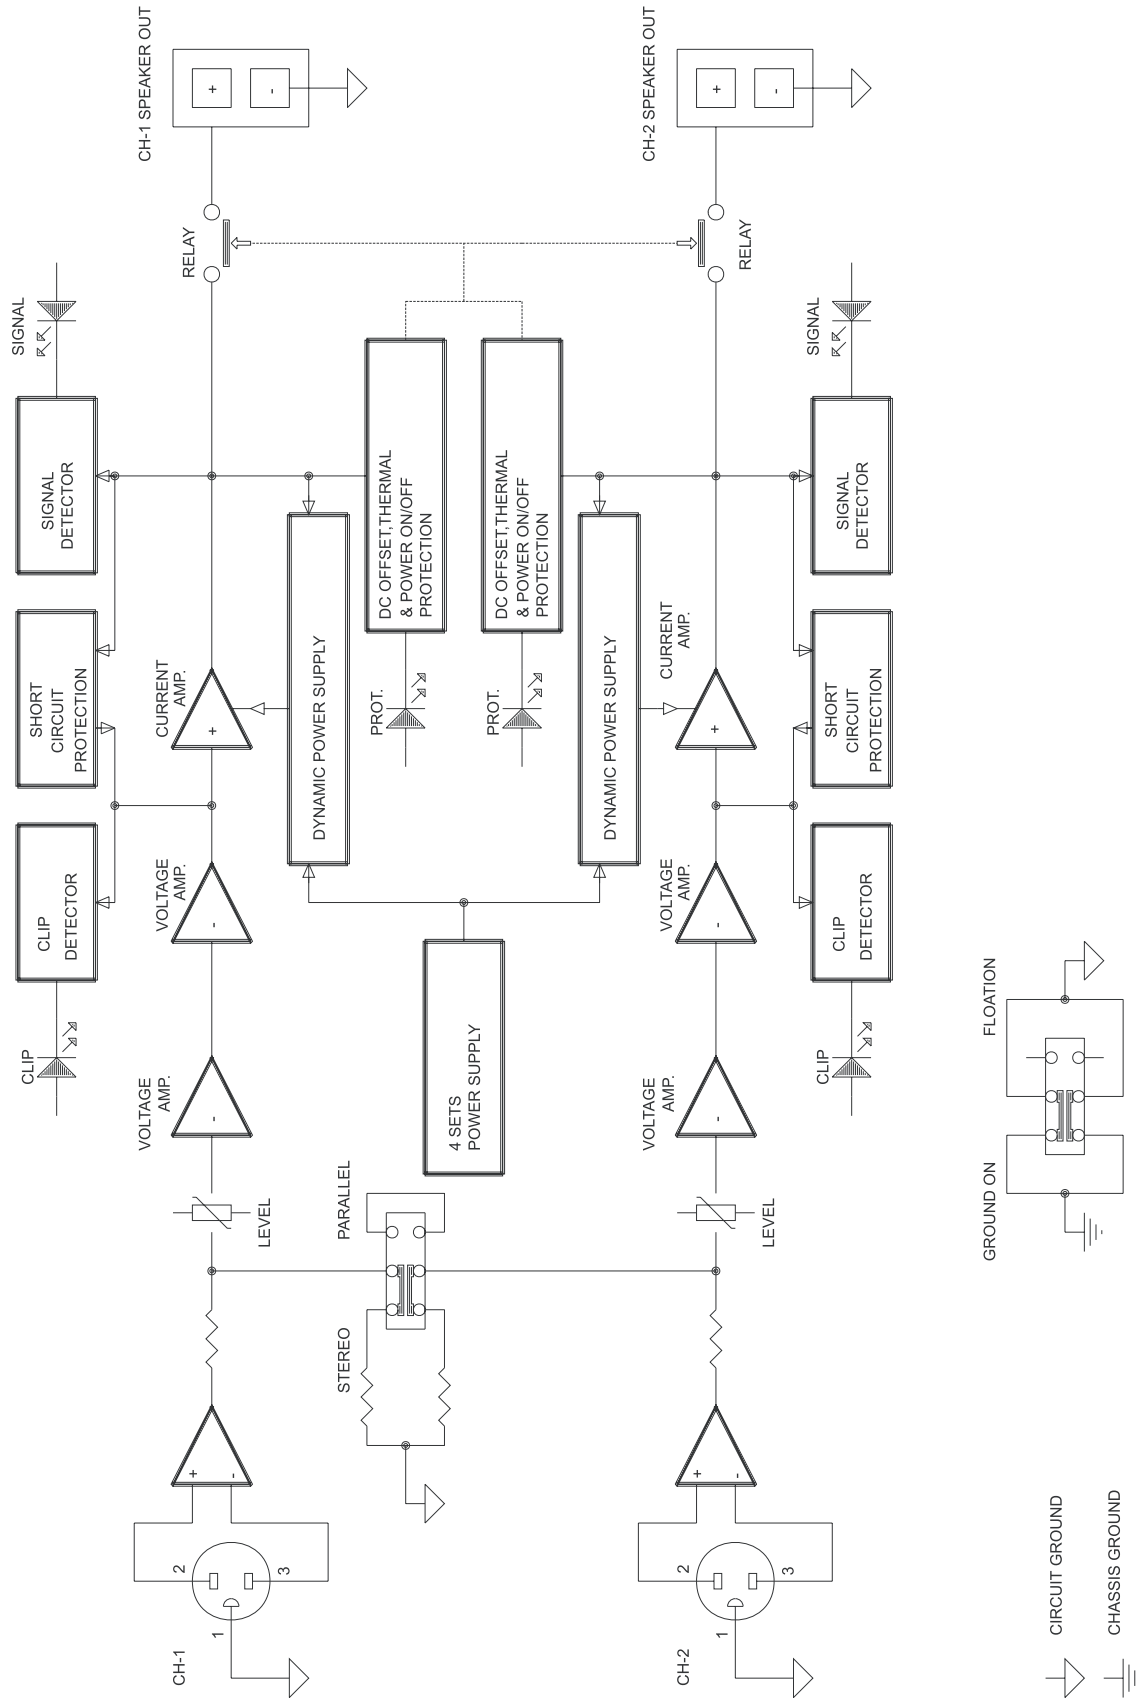 CH-1
1
2
3
+
-
STEREO
PARALLEL
LEVEL
VOLTAGE
AMP.
-
VOLTAGE
AMP.
-
CURRENT
AMP.
+
CLIP
CLIP
DETECTOR
SHORT
CIRCUIT
PROTECTION
SIGNAL
DETECTOR
SIGNAL
RELAY
CH-1 SPEAKER OUT
+
-
4 SETS
POWER SUPPLY
DYNAMIC POWER SUPPLY
PROT.
DC OFFSET,THERMAL
& POWER ON/OFF
PROTECTION
PROT.
DC OFFSET,THERMAL
& POWER ON/OFF
PROTECTION
DYNAMIC POWER SUPPLY
CH-2
1
2
3
+
-
LEVEL
VOLTAGE
AMP.
-
VOLTAGE
AMP.
-
CURRENT
AMP.
+
RELAY
CH-2 SPEAKER OUT
+
-
CLIP
CLIP
DETECTOR
SHORT
CIRCUIT
PROTECTION
SIGNAL
DETECTOR
SIGNAL
GROUND ON
FLOATION
CIRCUIT GROUND
CHASSIS GROUND